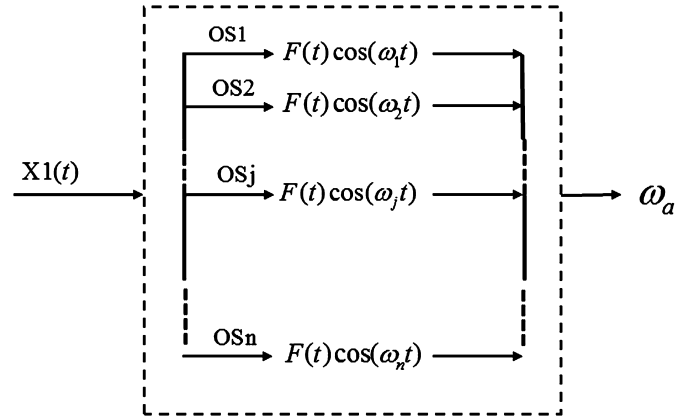 OS1 F(t)cos(ω₁t)
OS2 F(t)cos(ω₂t)
X1(t) OSj F(t)cos(ωⱼt) ωₐ
OSn F(t)cos(ωₙt)